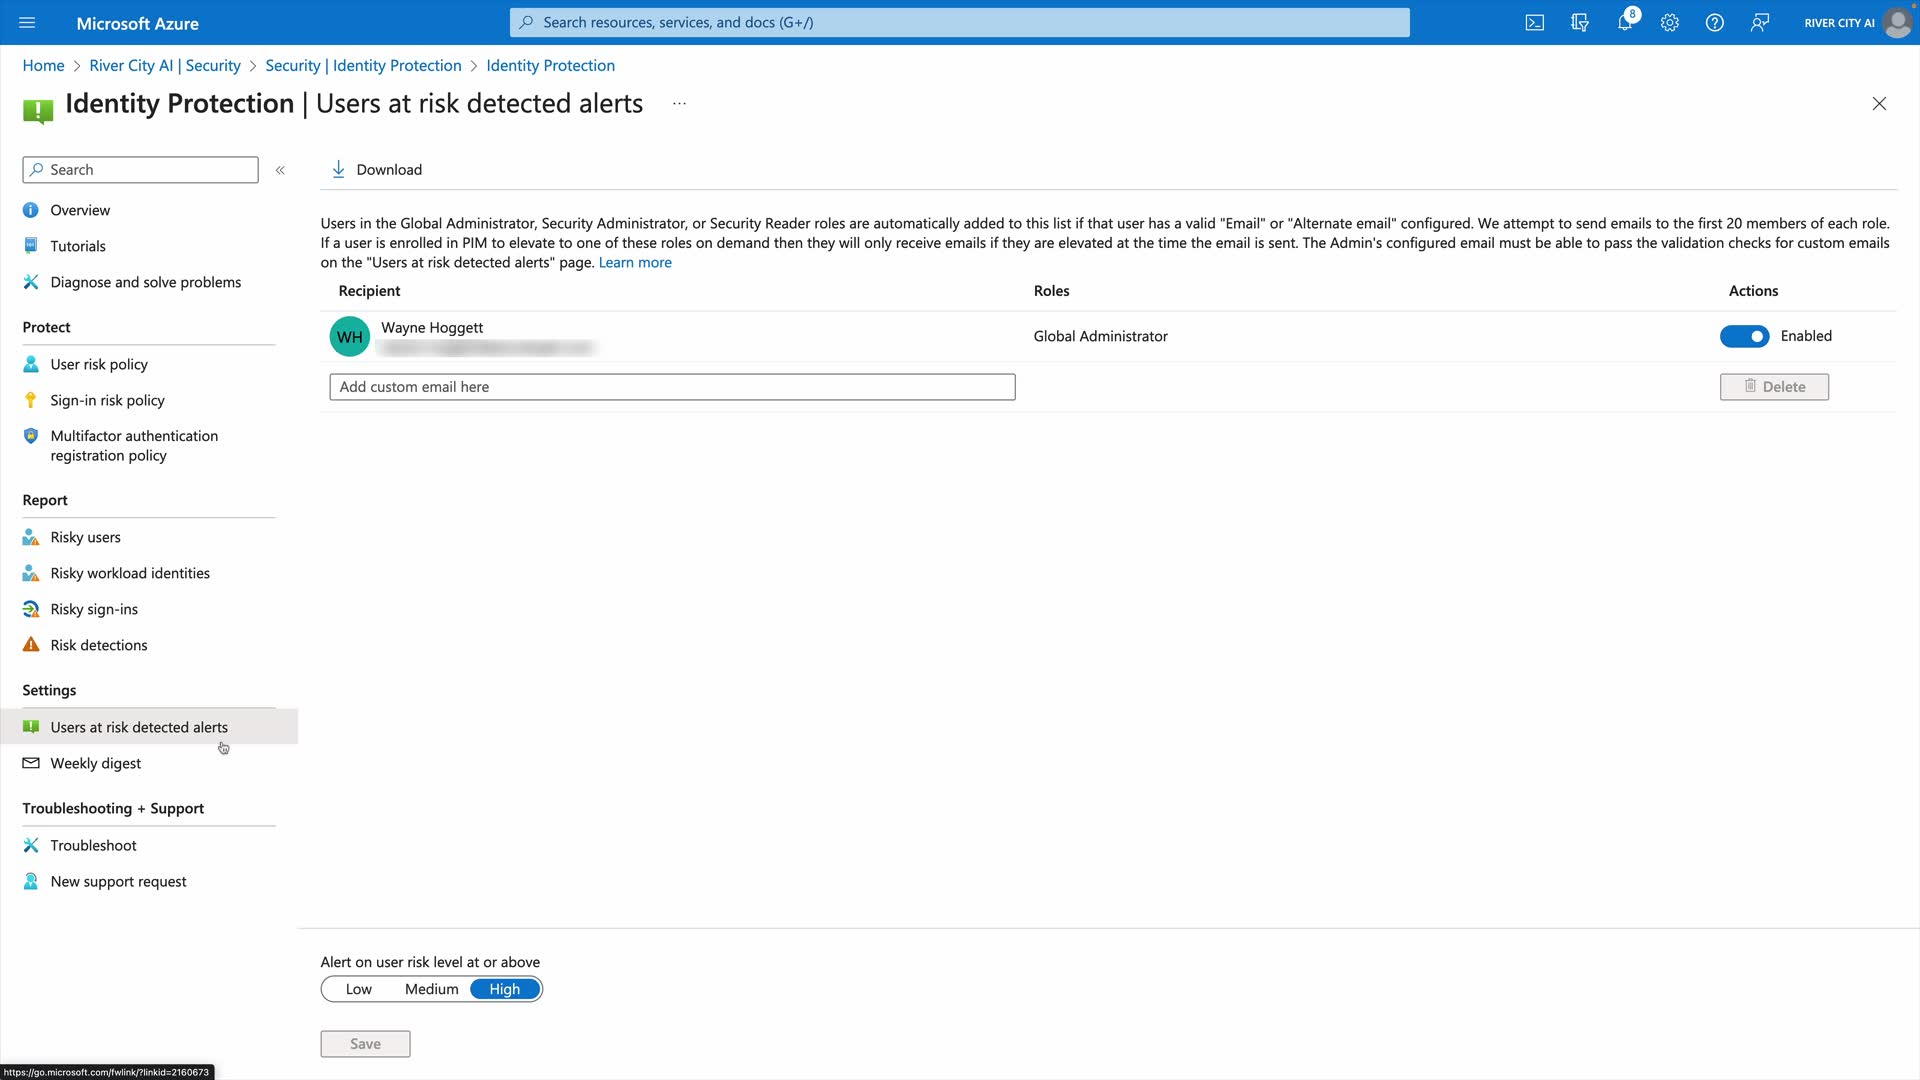 Microsoft Azure
Search resources, services, and docs (G+/)
8
RIVER CITY AI
Home > River City AI | Security > Security | Identity Protection > Identity Protection
Identity Protection | Users at risk detected alerts ...
Search
«
Download
Overview
Tutorials
Diagnose and solve problems
Protect
User risk policy
Sign-in risk policy
Multifactor authentication
registration policy
Report
Risky users
Risky workload identities
Risky sign-ins
Risk detections
Settings
Users at risk detected alerts
Weekly digest
Troubleshooting + Support
Troubleshoot
New support request
Users in the Global Administrator, Security Administrator, or Security Reader roles are automatically added to this list if that user has a valid "Email" or "Alternate email" configured. We attempt to send emails to the first 20 members of each role.
If a user is enrolled in PIM to elevate to one of these roles on demand then they will only receive emails if they are elevated at the time the email is sent. The Admin's configured email must be able to pass the validation checks for custom emails
on the "Users at risk detected alerts" page. Learn more
Recipient Roles Actions
WH Wayne Hoggett Global Administrator Enabled
Add custom email here Delete
Alert on user risk level at or above
Low Medium High
Save
https://go.microsoft.com/fwlink/?linkid=2160673